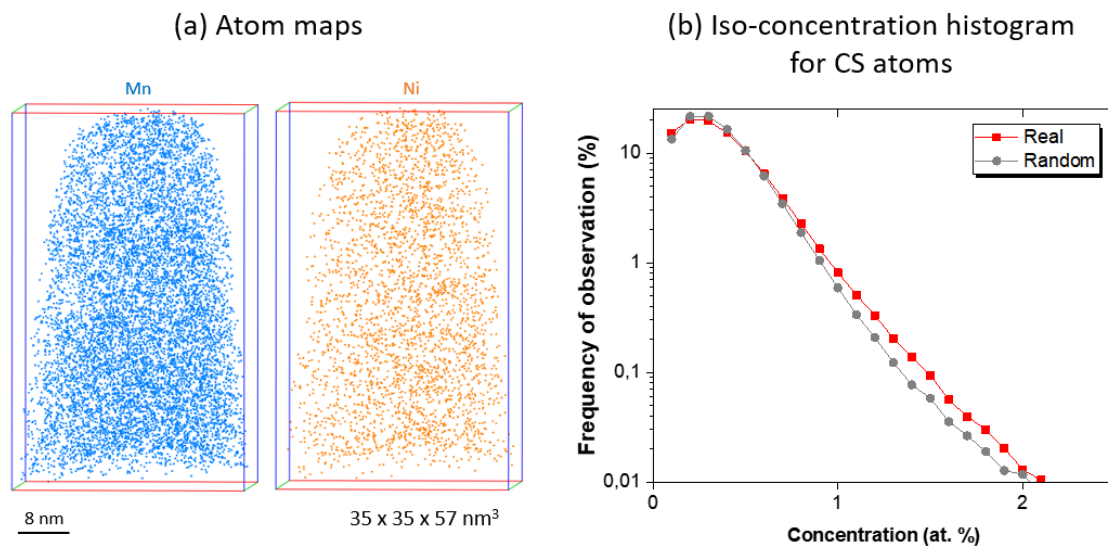 (a) Atom maps
Mn
Ni
8 nm
35 x 35 x 57 nm³
(b) Iso-concentration histogram
for CS atoms
Real
Random
Frequency of observation (%)
10
1
0,1
0,01
0
1
2
Concentration (at. %)